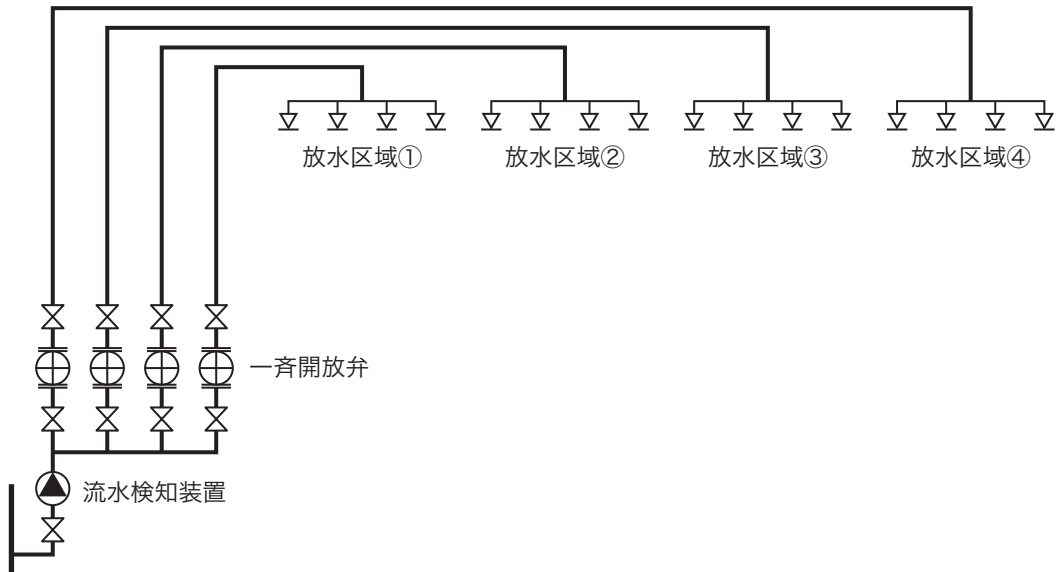 放水区域①
放水区域②
放水区域③
放水区域④
一斉開放弁
流水検知装置